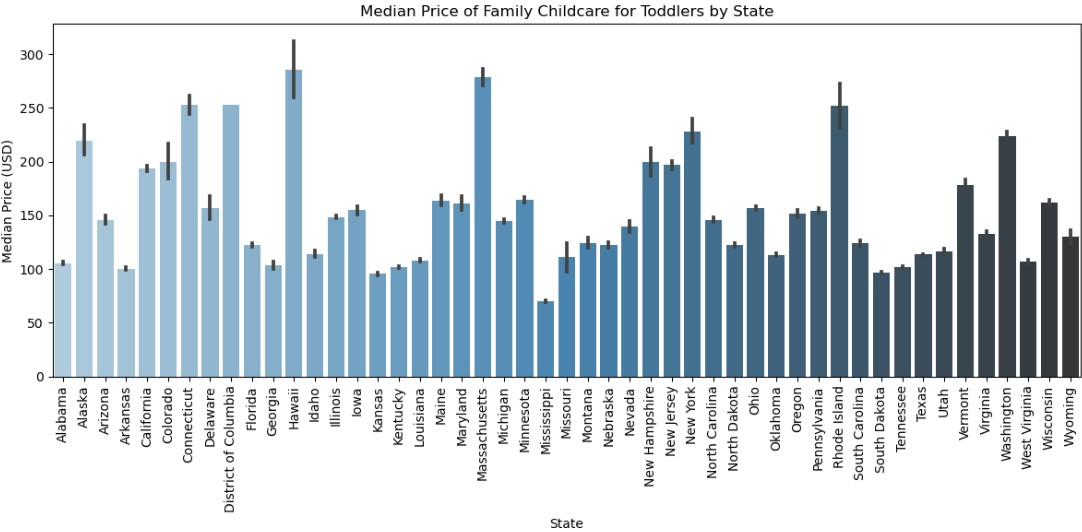 Median Price of Family Childcare for Toddlers by State
Median Price (USD)
300
250
200
150
100
50
0
Alabama
Alaska
Arizona
Arkansas
California
Colorado
Connecticut
Delaware
District of Columbia
Florida
Georgia
Hawaii
Idaho
Illinois
Iowa
Kansas
Kentucky
Louisiana
Maine
Maryland
Massachusetts
Michigan
Minnesota
Mississippi
Missouri
Montana
Nebraska
Nevada
New Hampshire
New Jersey
New York
North Carolina
North Dakota
Ohio
Oklahoma
Oregon
Pennsylvania
Rhode Island
South Carolina
South Dakota
Tennessee
Texas
Utah
Vermont
Virginia
Washington
West Virginia
Wisconsin
Wyoming
State